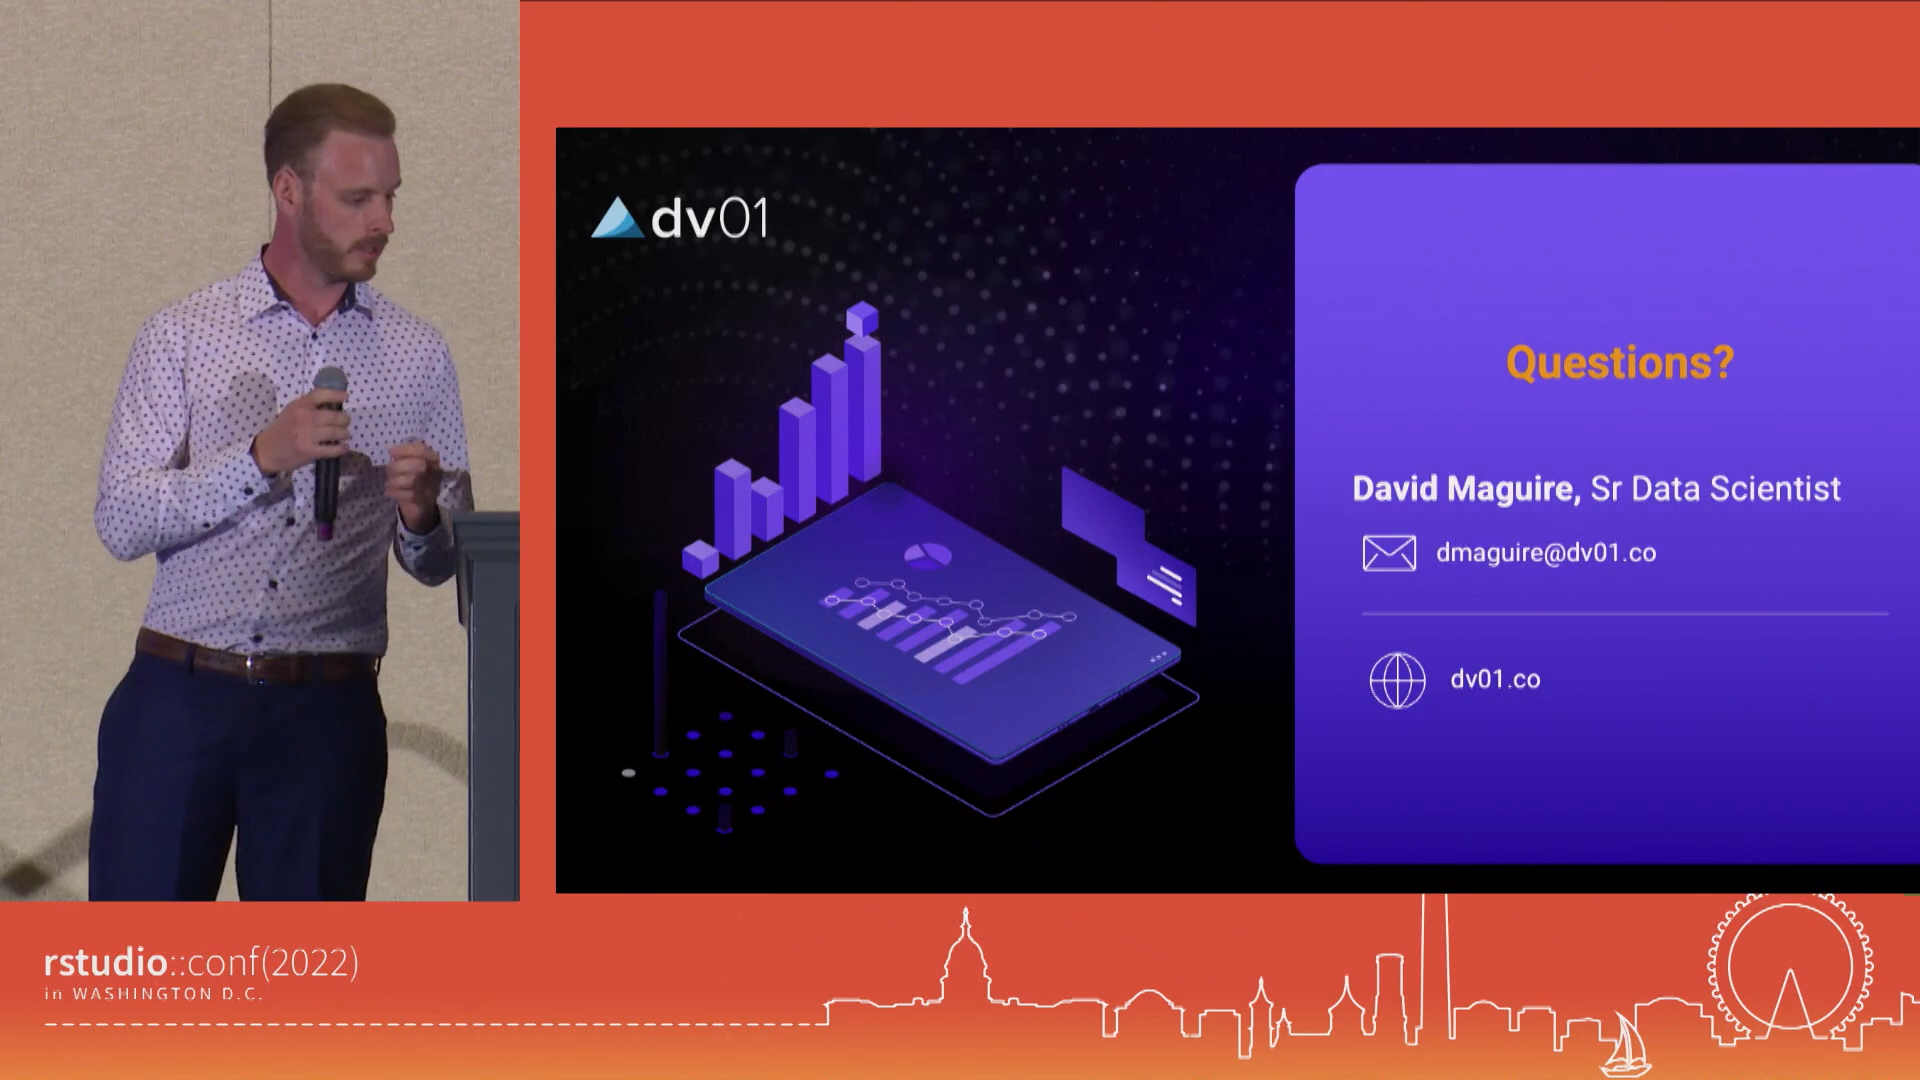 dv01
Questions?
David Maguire, Sr Data Scientist
dmaguire@dv01.co
dv01.co
rstudio::conf(2022)
in WASHINGTON D.C.